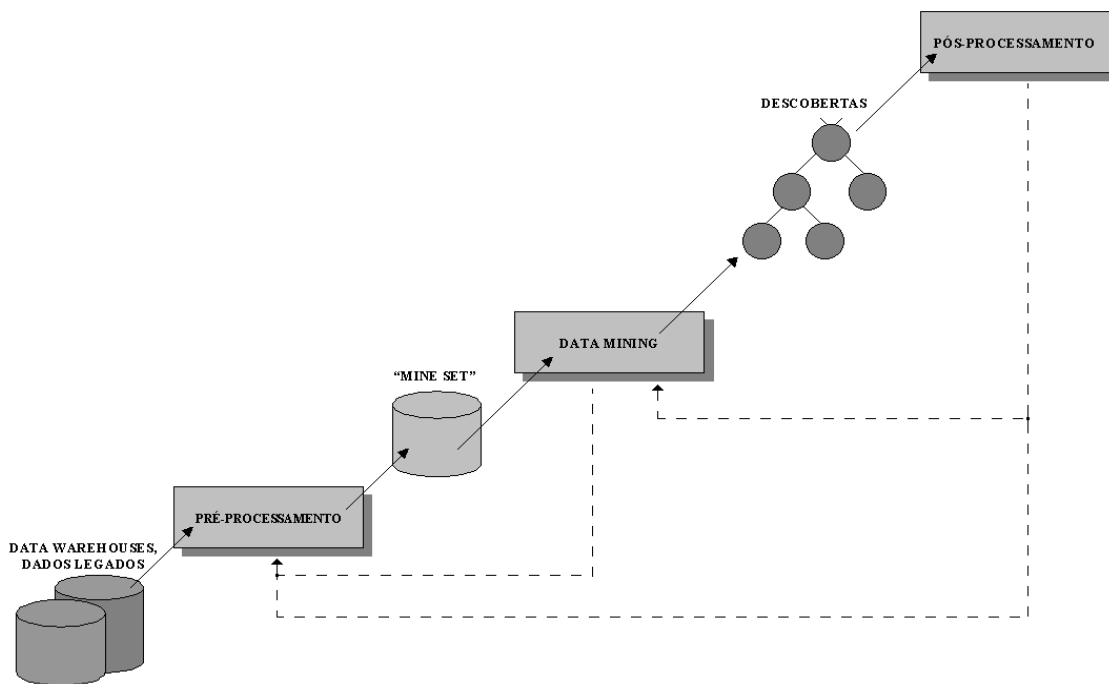 PÓS-PROCESSAMENTO
DESCOBERTAS
DATA MINING
“MINE SET”
PRÉ-PROCESSAMENTO
DATA WAREHOUSES,
DADOS LEGADOS